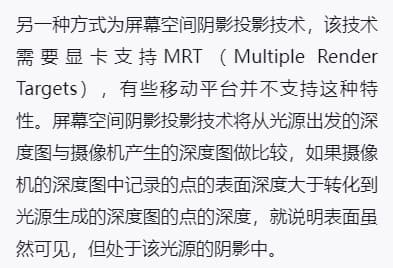 另一种方式为屏幕空间阴影投影技术，该技术
需要显卡支持MRT（Multiple Render
Targets），有些移动平台并不支持这种特
性。屏幕空间阴影投影技术将从光源出发的深
度图与摄像机产生的深度图做比较，如果摄像
机的深度图中记录的点的表面深度大于转化到
光源生成的深度图的点的深度，就说明表面虽
然可见，但处于该光源的阴影中。